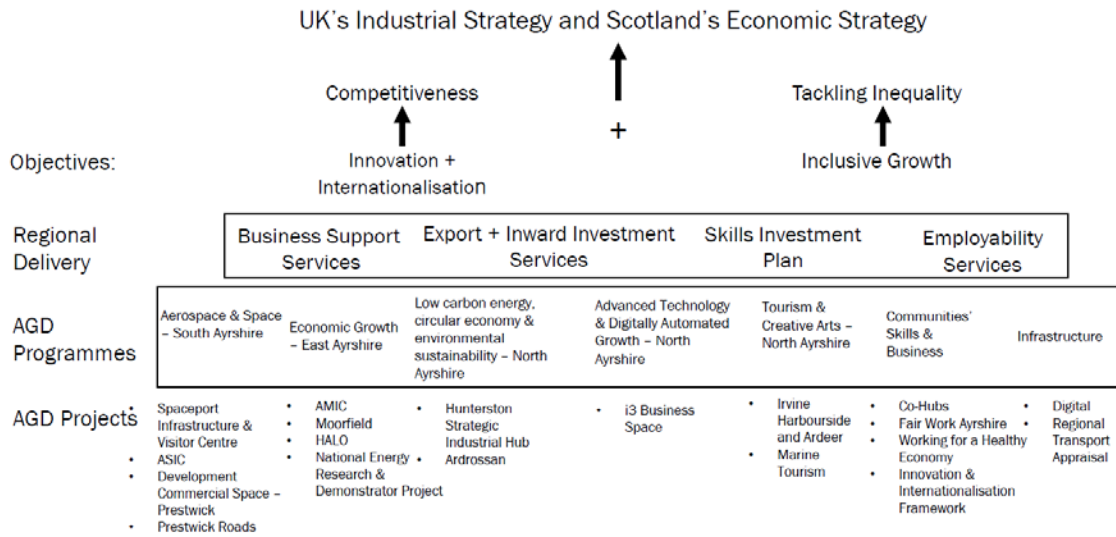 UK's Industrial Strategy and Scotland's Economic Strategy
Competitiveness
Tackling Inequality
+
Objectives:
Innovation +
Internationalisation
Inclusive Growth
Regional
Delivery
Business Support
Services
Export + Inward Investment
Services
Skills Investment
Plan
Employability
Services
AGD
Programmes
Aerospace & Space
– South Ayrshire
Economic Growth
– East Ayrshire
Low carbon energy,
circular economy &
environmental
sustainability – North
Ayrshire
Advanced Technology
& Digitally Automated
Growth – North
Ayrshire
Tourism &
Creative Arts –
North Ayrshire
Communities'
Skills &
Business
Infrastructure
AGD Projects
• Spaceport
Infrastructure &
Visitor Centre
• ASIC
• Development
Commercial Space –
Prestwick
• Prestwick Roads
• AMIC
• Moorfield
• HALO
• National Energy
Research &
Demonstrator Project
• Hunterston
Strategic
Industrial Hub
• Ardrossan
• i3 Business
Space
• Irvine
Harbourside
and Ardeer
• Marine
Tourism
• Co-Hubs
• Fair Work Ayrshire
• Working for a Healthy
Economy
• Innovation &
Internationalisation
Framework
• Digital
• Regional
Transport
Appraisal